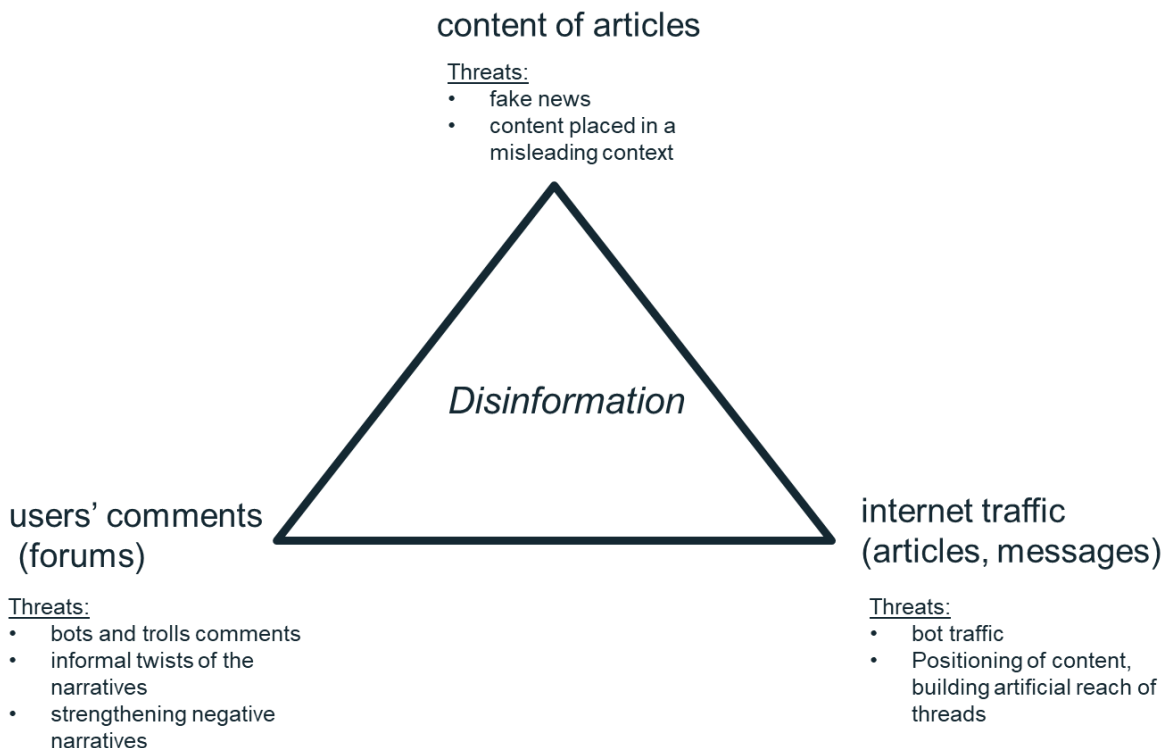 content of articles
Threats:
• fake news
• content placed in a
misleading context
Disinformation
users’ comments
(forums)
Threats:
• bots and trolls comments
• informal twists of the
narratives
• strengthening negative
narratives
internet traffic
(articles, messages)
Threats:
• bot traffic
• Positioning of content,
building artificial reach of
threads